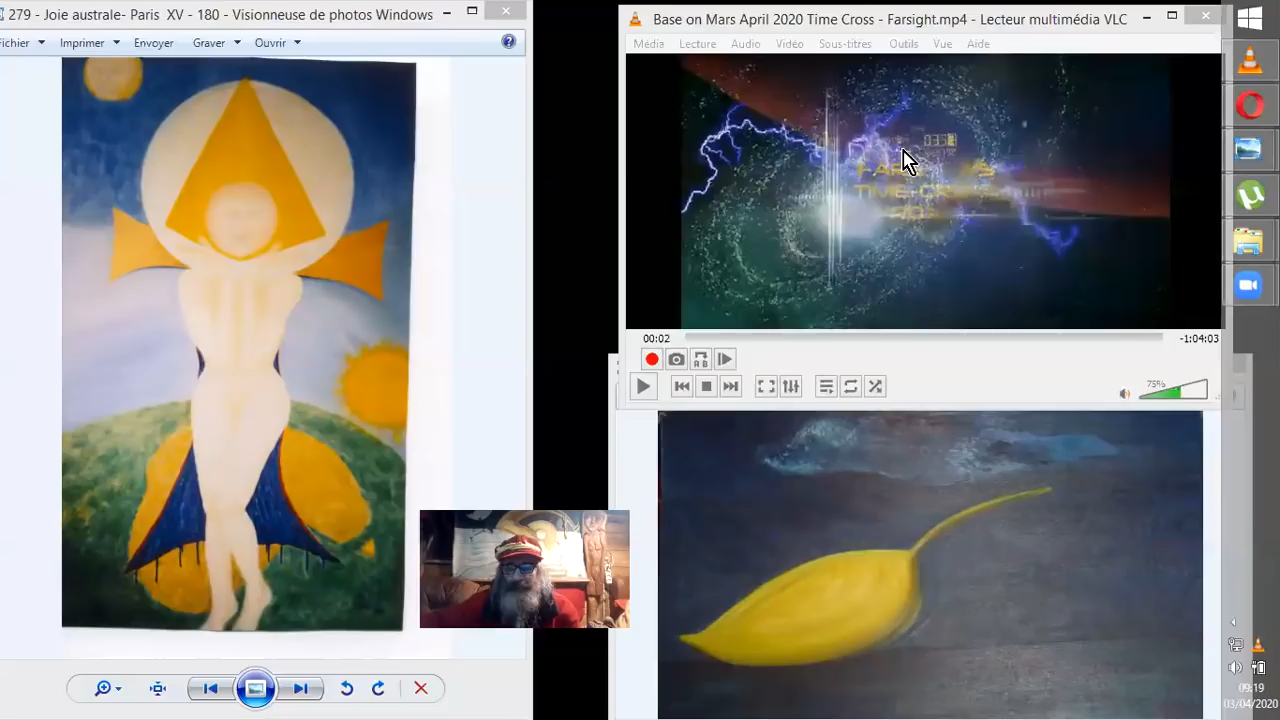 279 - Joie australe- Paris XV - 180 - Visionneuse de photos Windows
Fichier Imprimer Envoyer Graver Ouvrir
Base on Mars April 2020 Time Cross - Farsight.mp4 - Lecteur multimédia VLC
Média Lecture Audio Vidéo Sous-titres Outils Vue Aide
00:02 -1:04:03
75%
09:19
03/04/2020